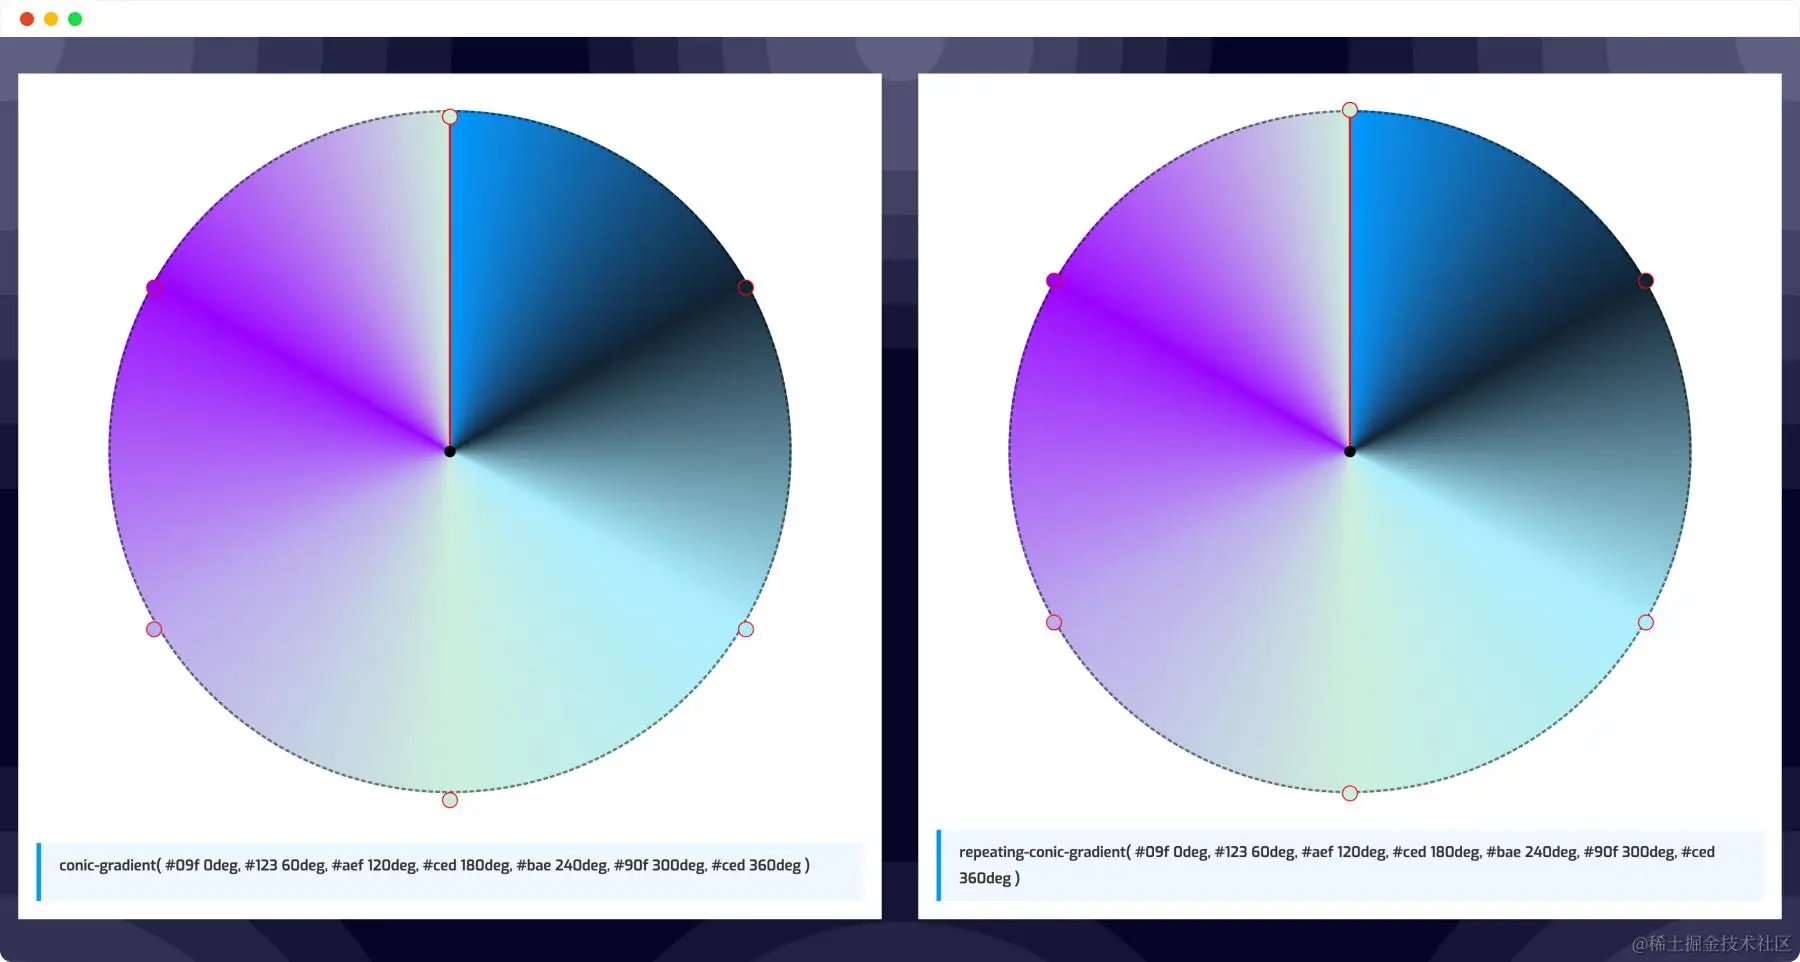 conic-gradient( #09f 0deg, #123 60deg, #aef 120deg, #ced 180deg, #bae 240deg, #90f 300deg, #ced 360deg )
repeating-conic-gradient( #09f 0deg, #123 60deg, #aef 120deg, #ced 180deg, #bae 240deg, #90f 300deg, #ced
360deg )
@稀土掘金技术社区